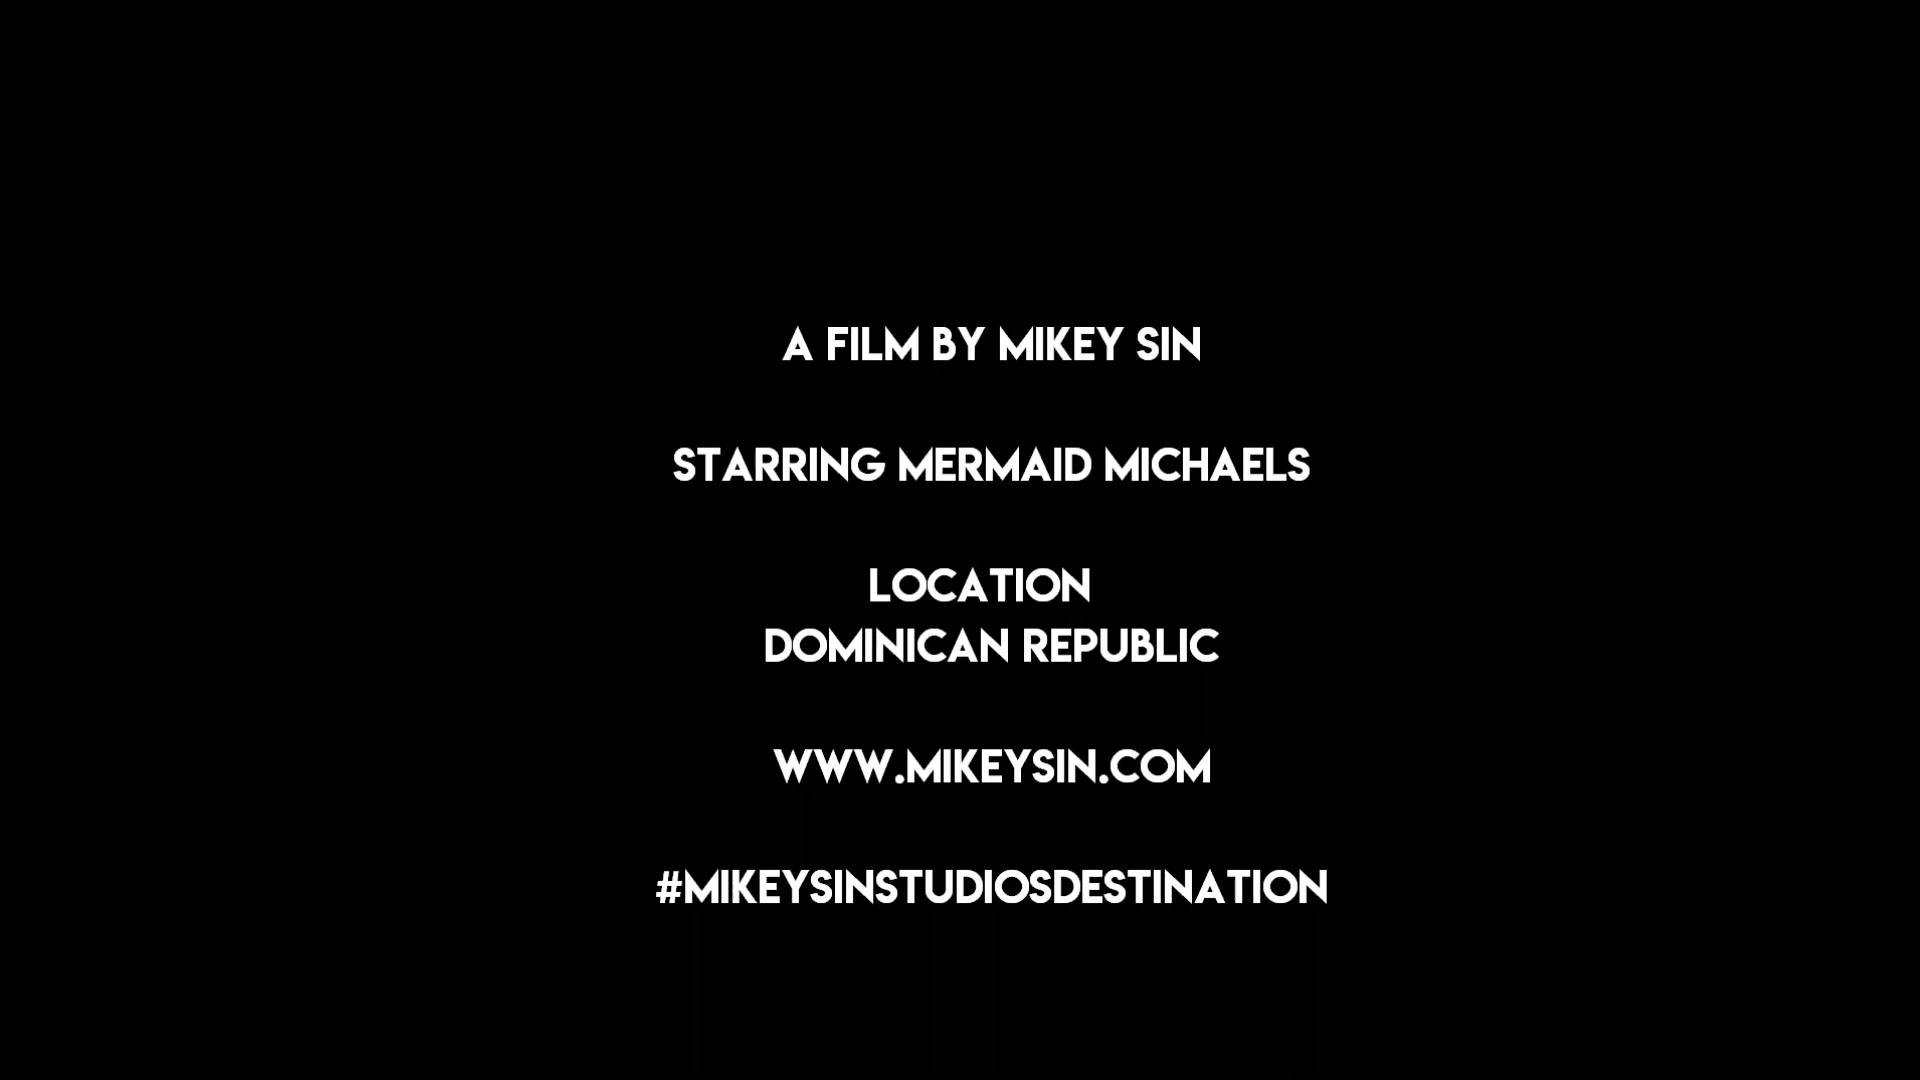 A FILM BY MIKEY SIN
STARRING MERMAID MICHAELS
LOCATION
DOMINICAN REPUBLIC
WWW.MIKEYSIN.COM
#MIKEYSINSTUDIOSDESTINATION